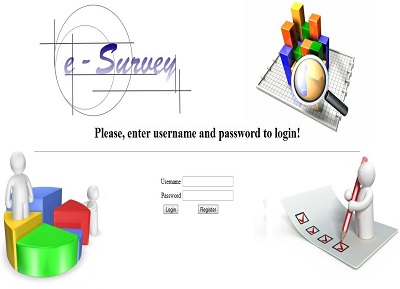 e - Survey
Please, enter username and password to login!
Username
Password
Login Register